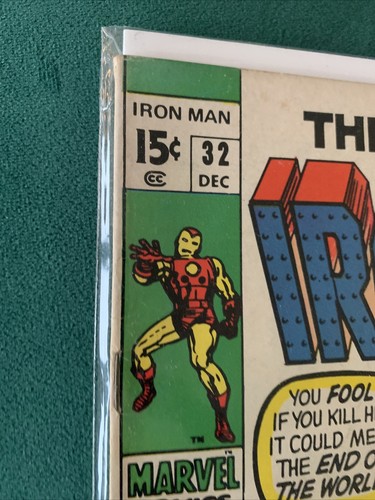 IRON MAN
15¢ 32
CC DEC
THE
IR
YOU FOOL
IF YOU KILL H
IT COULD ME
THE END O
THE WORL
TM
MARVEL